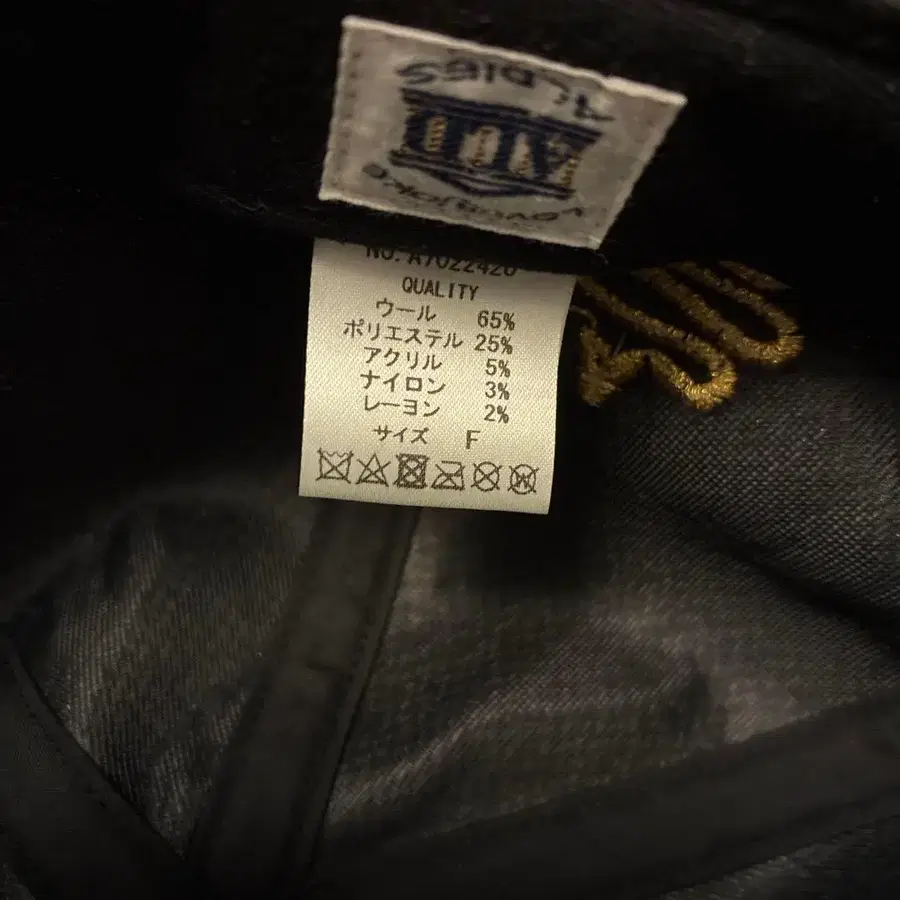 NO. A7022420
QUALITY
ウール 65%
ポリエステル 25%
アクリル 5%
ナイロン 3%
レーヨン 2%
サイズ F